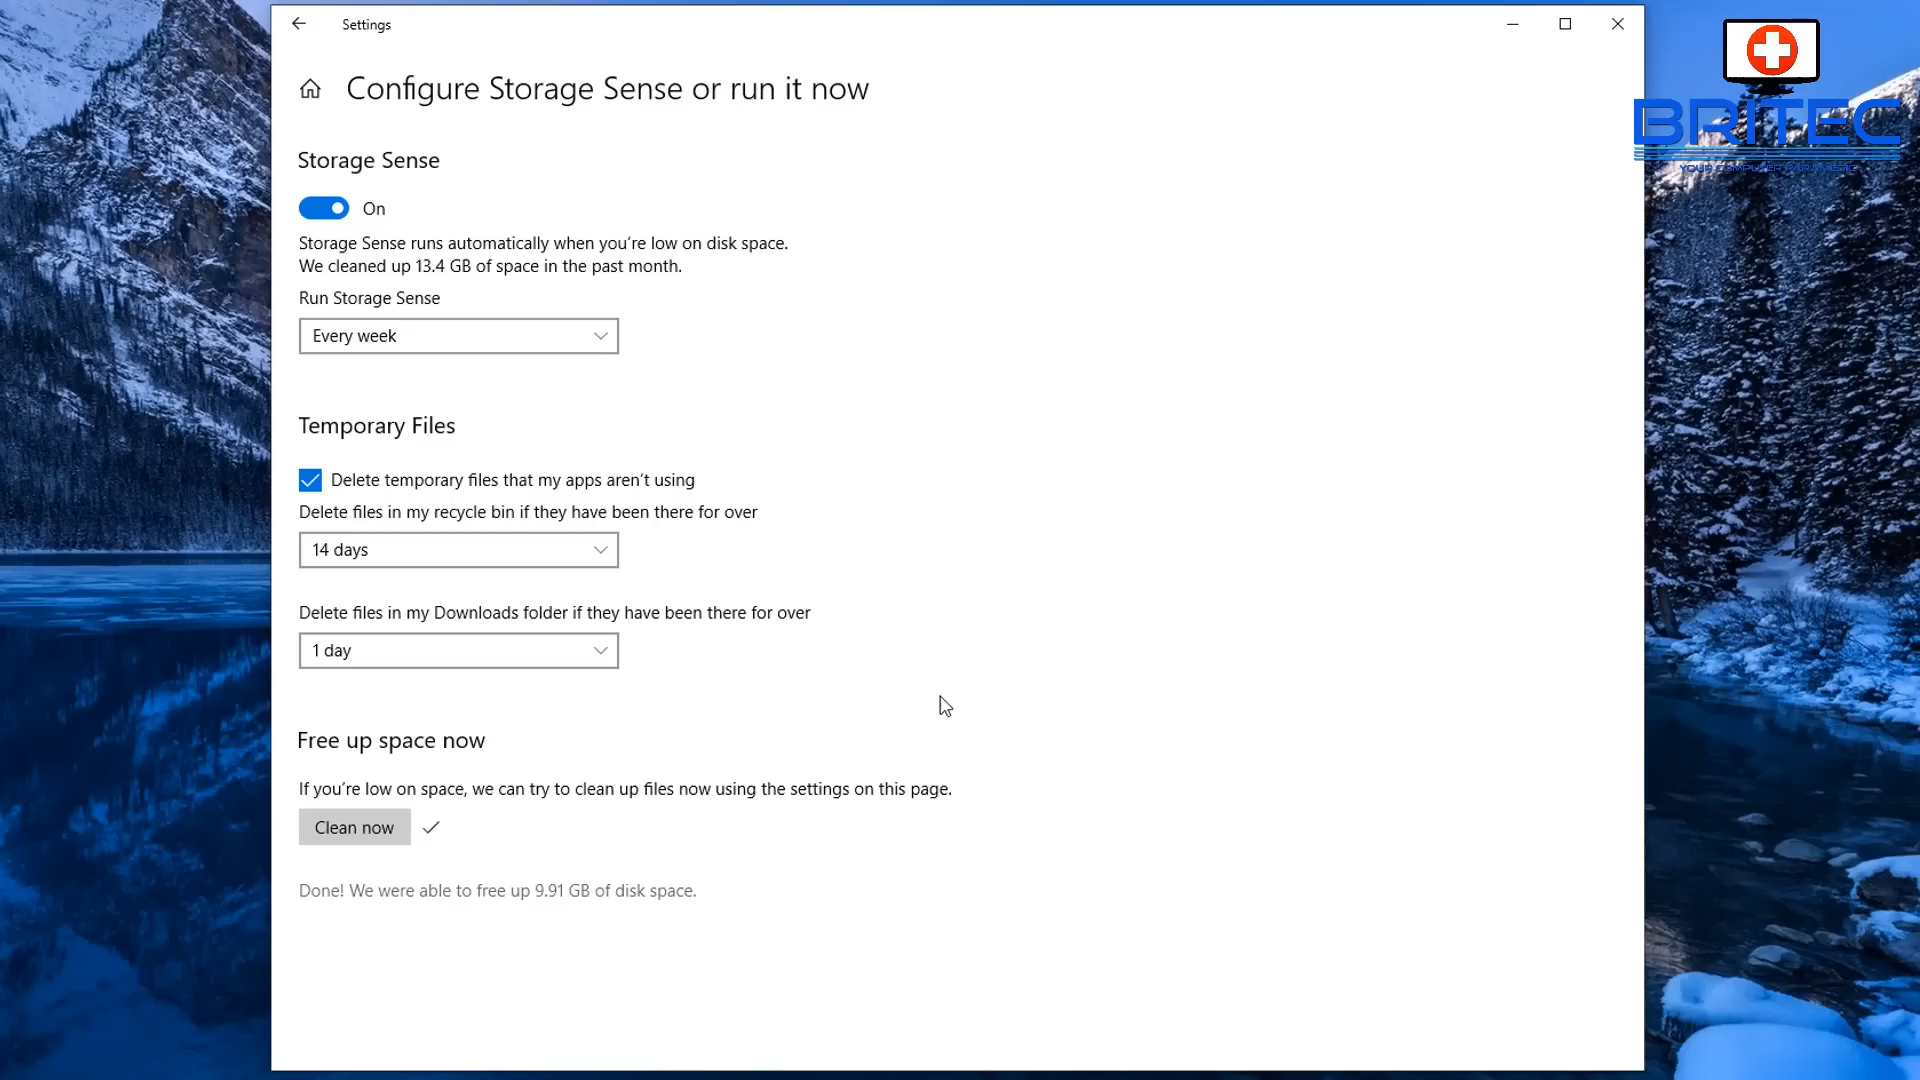 Settings
Configure Storage Sense or run it now
Storage Sense
On
Storage Sense runs automatically when you're low on disk space.
We cleaned up 13.4 GB of space in the past month.
Run Storage Sense
Every week
Temporary Files
Delete temporary files that my apps aren't using
Delete files in my recycle bin if they have been there for over
14 days
Delete files in my Downloads folder if they have been there for over
1 day
Free up space now
If you're low on space, we can try to clean up files now using the settings on this page.
Clean now
Done! We were able to free up 9.91 GB of disk space.
BRITEC
YOUR COMPUTER PARAMEDIC